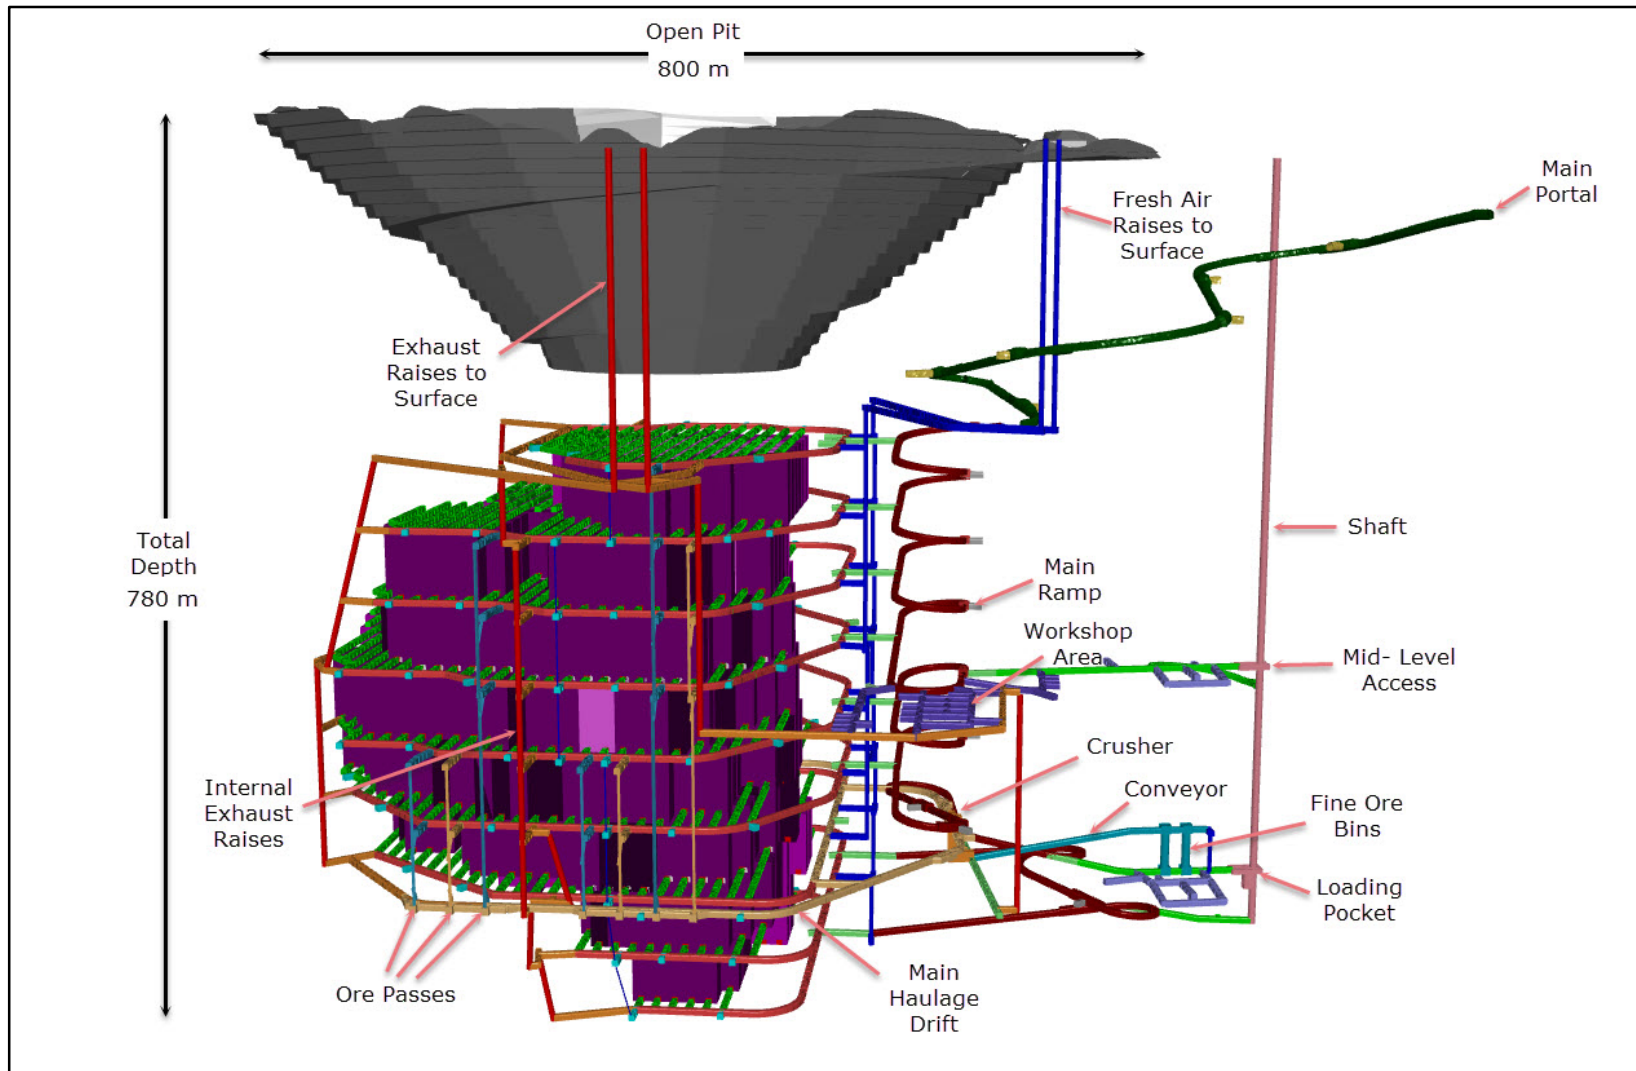 Open Pit
800 m
Main
Portal
Fresh Air
Raises to
Surface
Exhaust
Raises to
Surface
Total
Depth
780 m
Shaft
Main
Ramp
Workshop
Area
Mid- Level
Access
Crusher
Conveyor
Fine Ore
Bins
Internal
Exhaust
Raises
Loading
Pocket
Ore Passes
Main
Haulage
Drift